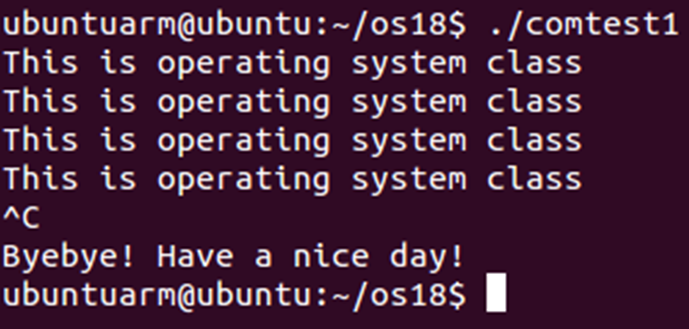 ubuntuarm@ubuntu:~/os18$ ./comtest1
This is operating system class
This is operating system class
This is operating system class
This is operating system class
^C
Byebye! Have a nice day!
ubuntuarm@ubuntu:~/os18$